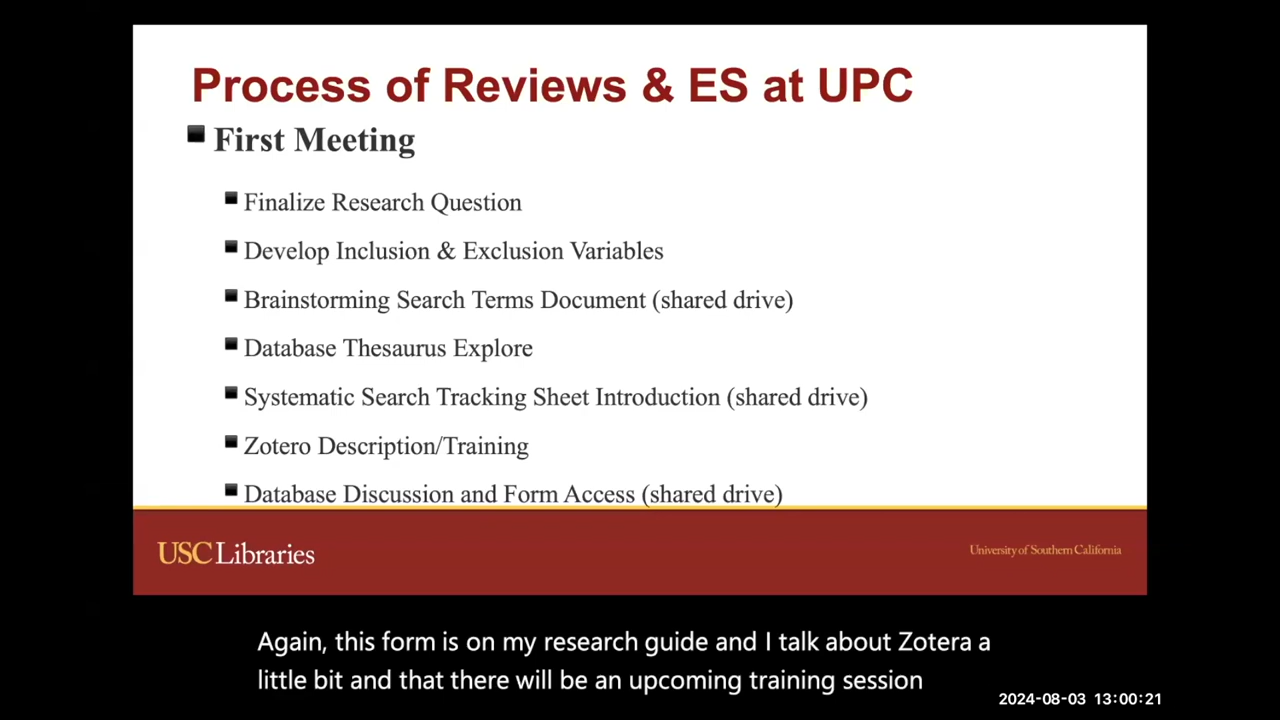 Process of Reviews & ES at UPC
First Meeting
Finalize Research Question
Develop Inclusion & Exclusion Variables
Brainstorming Search Terms Document (shared drive)
Database Thesaurus Explore
Systematic Search Tracking Sheet Introduction (shared drive)
Zotero Description/Training
Database Discussion and Form Access (shared drive)
USC Libraries
University of Southern California
Again, this form is on my research guide and I talk about Zotera a
little bit and that there will be an upcoming training session
2024-08-03 13:00:21